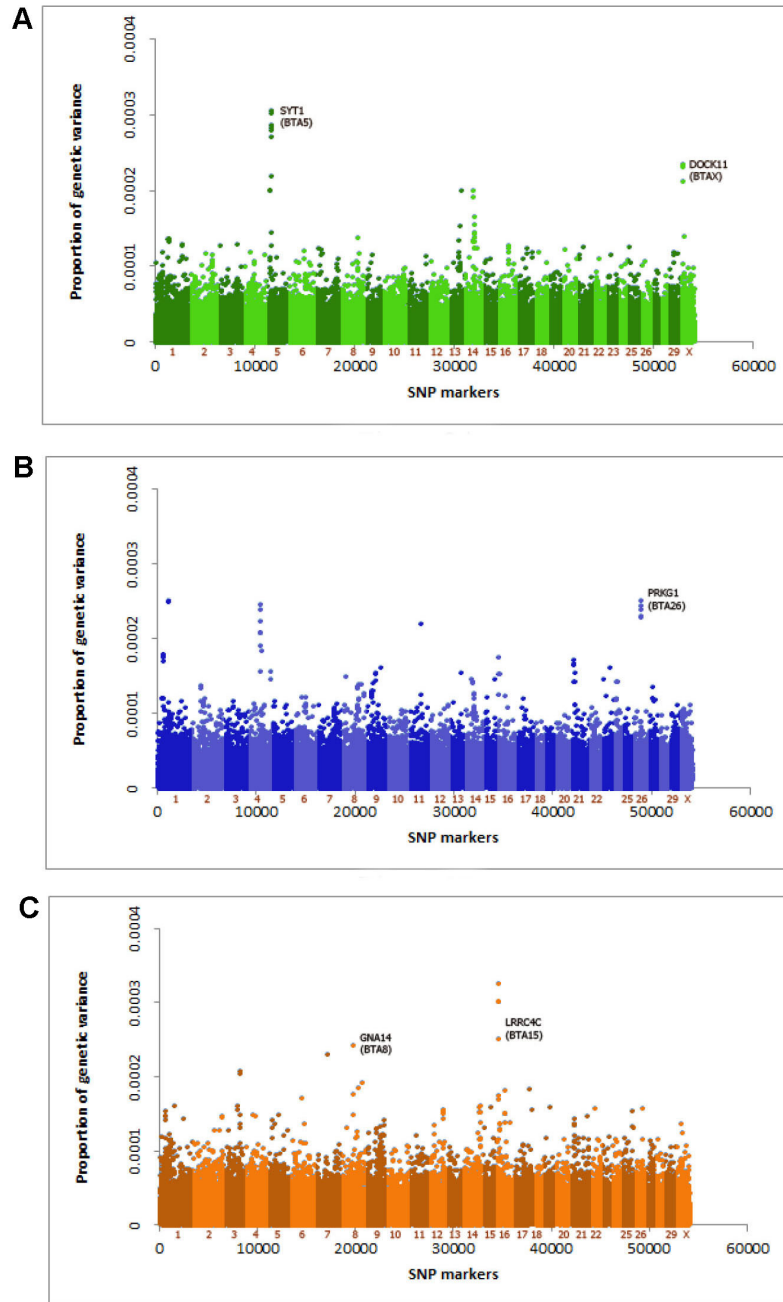 A
Proportion of genetic variance
0.0004
0.0003
0.0002
0.0001
0
SYT1
(BTA5)
DOCK11
(BTAX)
1 2 3 4 5 6 7 8 9 10 11 12 13 14 15 16 17 18 20 21 22 23 25 26 29 X
0 10000 20000 30000 40000 50000 60000
SNP markers
B
Proportion of genetic variance
0.0004
0.0003
0.0002
0.0001
0
PRKG1
(BTA26)
1 2 3 4 5 6 7 8 9 10 11 12 13 14 15 16 17 18 20 21 22 25 26 29 X
0 10000 20000 30000 40000 50000 60000
SNP markers
C
Proportion of genetic variance
0.0004
0.0003
0.0002
0.0001
0
GNA14
(BTA8)
LRRC4C
(BTA15)
1 2 3 4 5 6 7 8 9 10 11 12 13 14 15 16 17 18 20 21 22 25 26 29 X
0 10000 20000 30000 40000 50000 60000
SNP markers